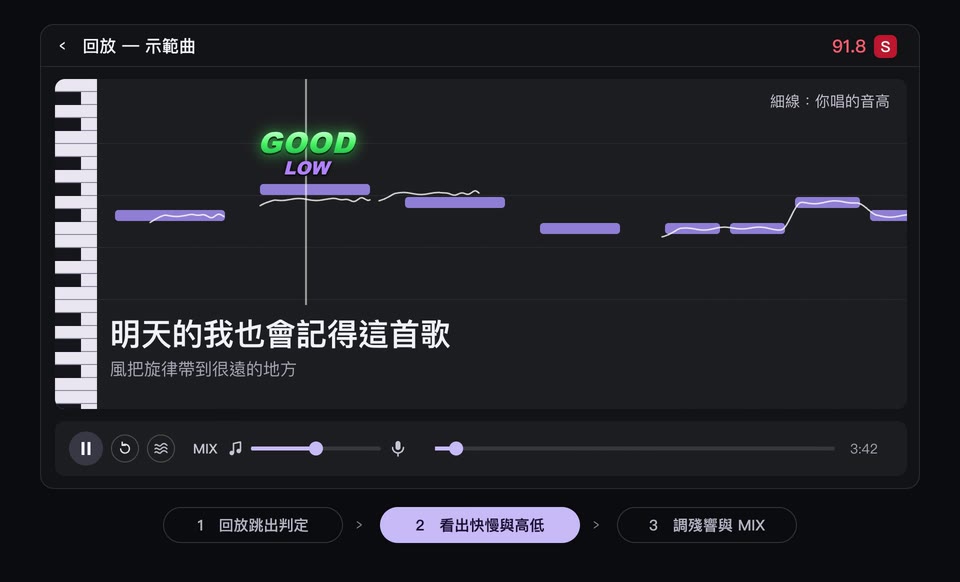 回放 — 示範曲
91.8 S
細線：你唱的音高
GOOD
LOW
明天的我也會記得這首歌
風把旋律帶到很遠的地方
MIX
3:42
1 回放跳出判定
2 看出快慢與高低
3 調殘響與 MIX